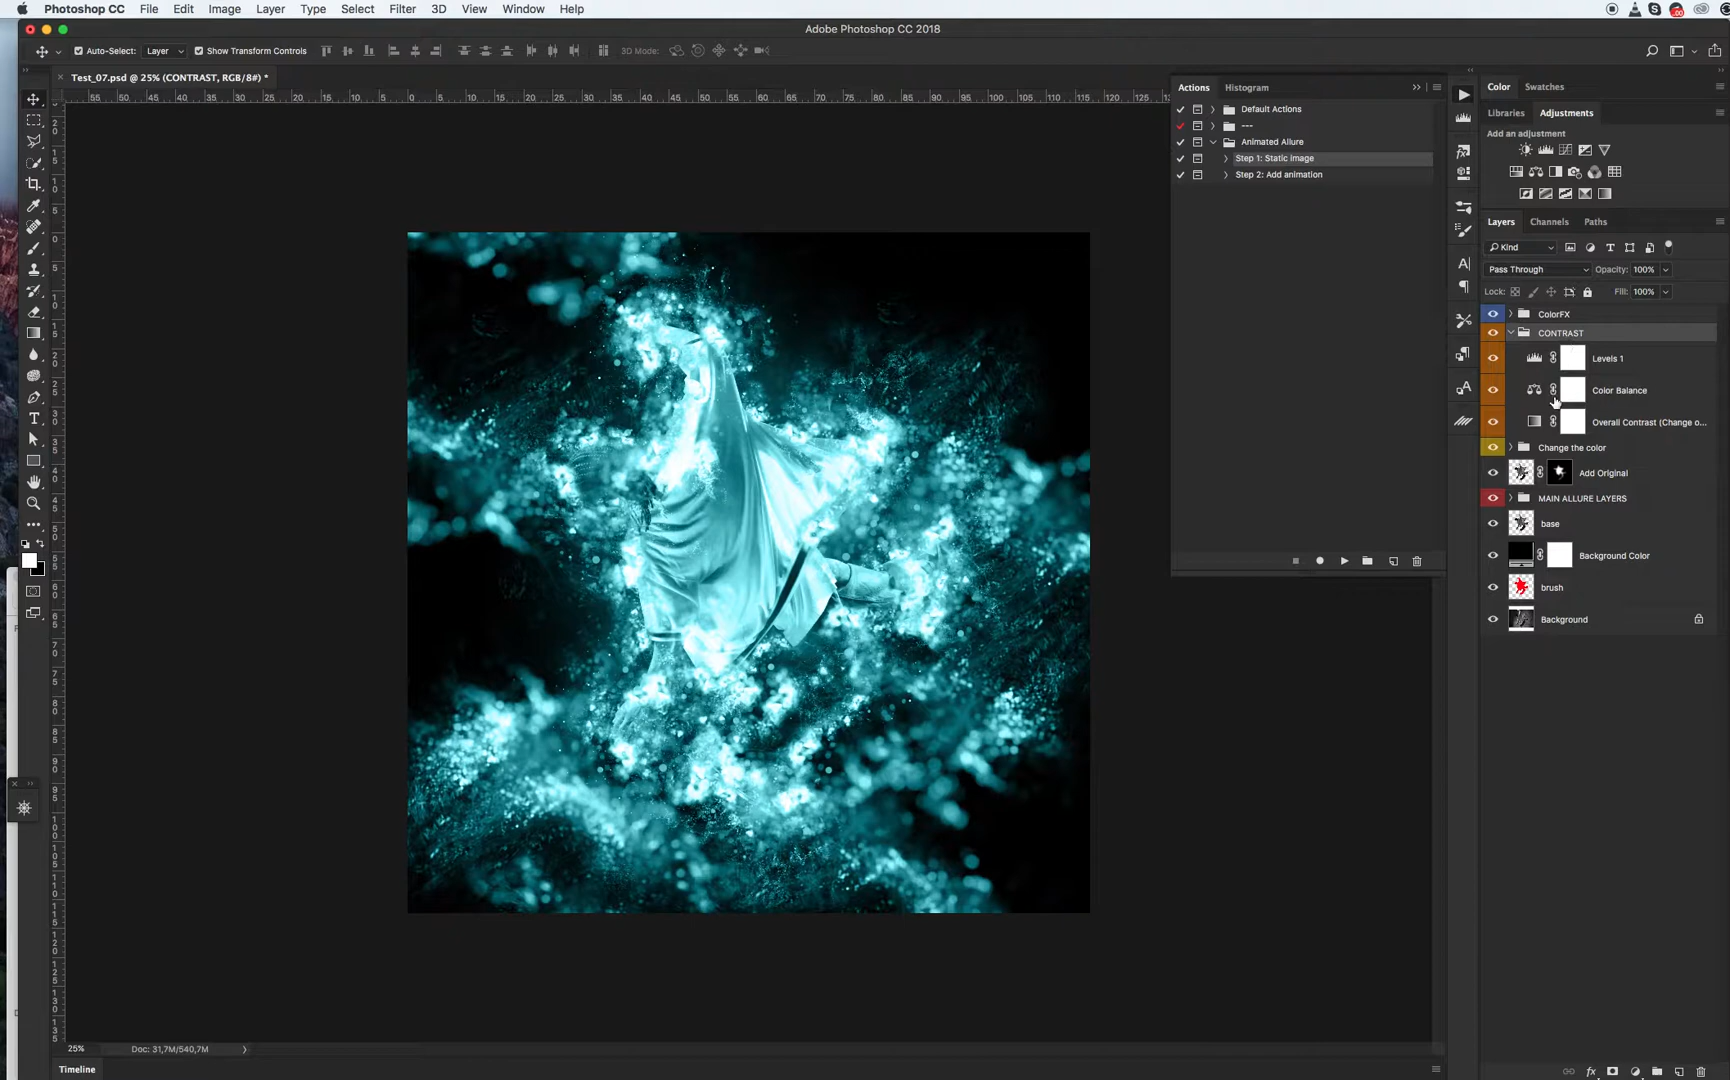 Photoshop CC File Edit Image Layer Type Select Filter 3D View Window Help
Adobe Photoshop CC 2018
Auto-Select: Layer Show Transform Controls 3D Mode:
Test_07.psd @ 25% (CONTRAST, RGB/8#) *
Actions Histogram
Default Actions
---
Animated Allure
Step 1: Static image
Step 2: Add animation
Color Swatches
Libraries Adjustments
Add an adjustment
Layers Channels Paths
Kind
Pass Through Opacity: 100%
Lock: Fill: 100%
ColorFX
CONTRAST
Levels 1
Color Balance
Overall Contrast (Change o...
Change the color
Add Original
MAIN ALLURE LAYERS
base
Background Color
brush
Background
25% Doc: 31,7M/540,7M
Timeline